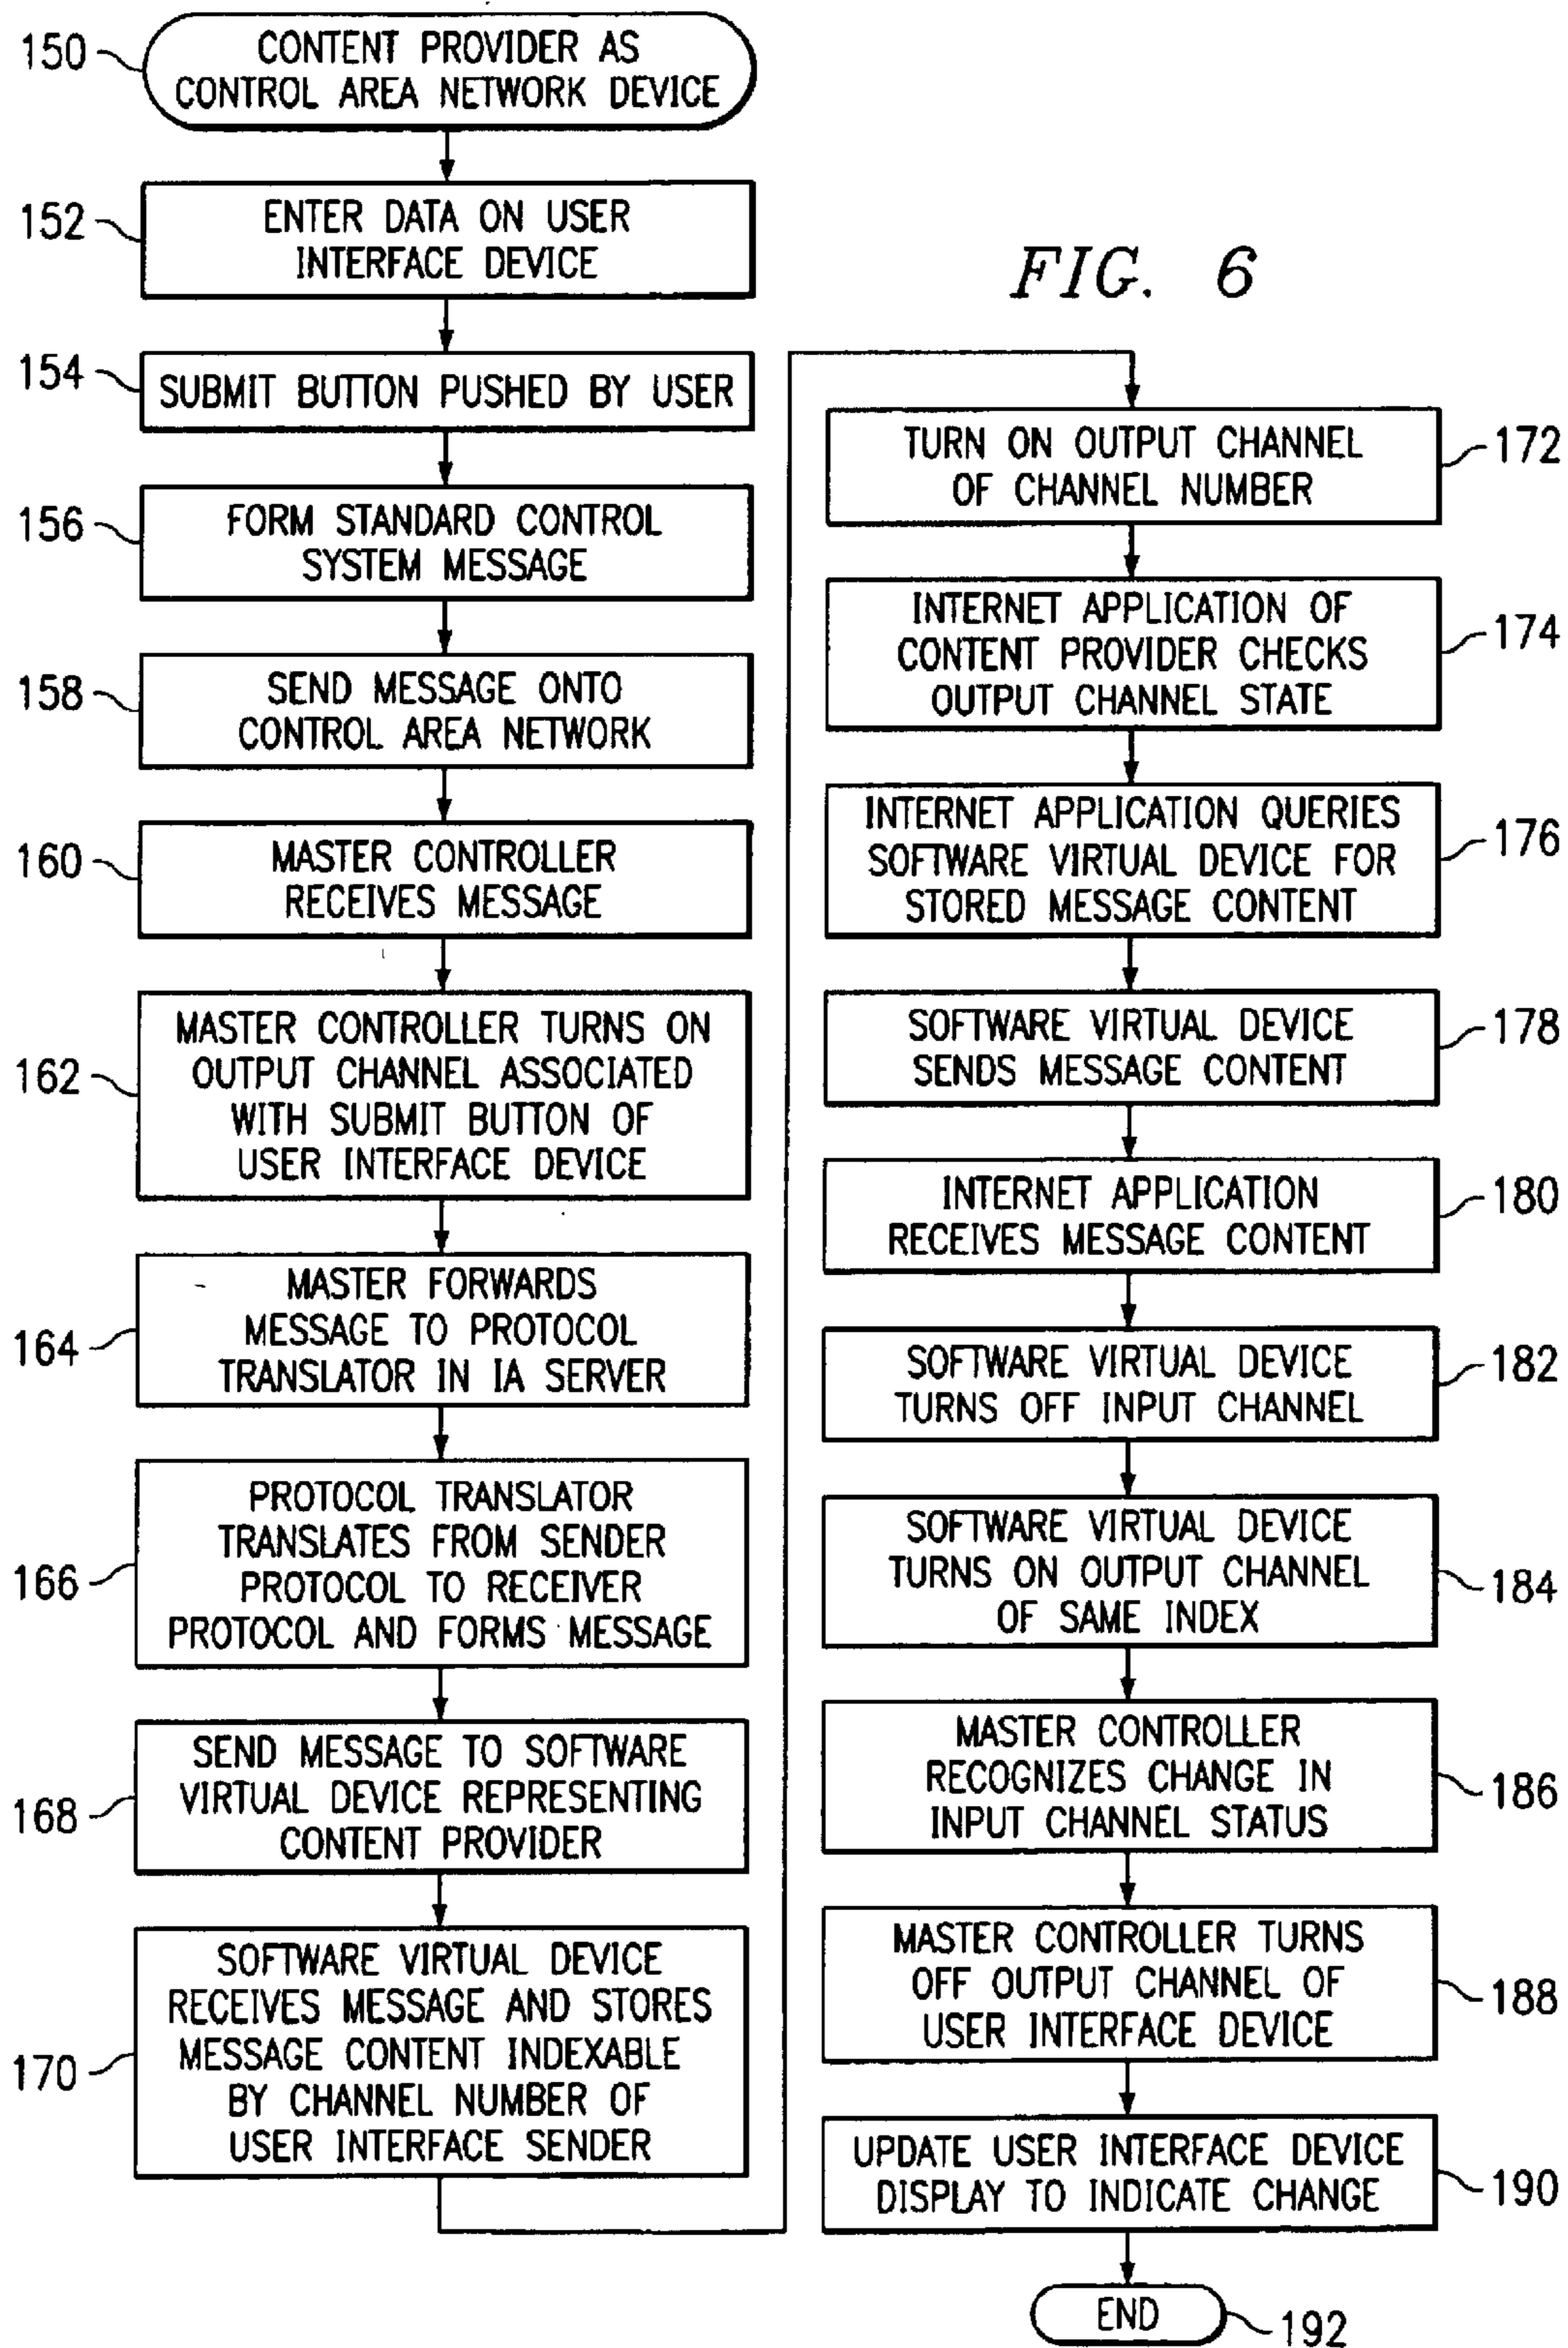 150
CONTENT PROVIDER AS
CONTROL AREA NETWORK DEVICE
152
ENTER DATA ON USER
INTERFACE DEVICE
154
SUBMIT BUTTON PUSHED BY USER
156
FORM STANDARD CONTROL
SYSTEM MESSAGE
158
SEND MESSAGE ONTO
CONTROL AREA NETWORK
160
MASTER CONTROLLER
RECEIVES MESSAGE
162
MASTER CONTROLLER TURNS ON
OUTPUT CHANNEL ASSOCIATED
WITH SUBMIT BUTTON OF
USER INTERFACE DEVICE
164
MASTER FORWARDS
MESSAGE TO PROTOCOL
TRANSLATOR IN IA SERVER
166
PROTOCOL TRANSLATOR
TRANSLATES FROM SENDER
PROTOCOL TO RECEIVER
PROTOCOL AND FORMS MESSAGE
168
SEND MESSAGE TO SOFTWARE
VIRTUAL DEVICE REPRESENTING
CONTENT PROVIDER
170
SOFTWARE VIRTUAL DEVICE
RECEIVES MESSAGE AND STORES
MESSAGE CONTENT INDEXABLE
BY CHANNEL NUMBER OF
USER INTERFACE SENDER
FIG. 6
TURN ON OUTPUT CHANNEL
OF CHANNEL NUMBER
172
INTERNET APPLICATION OF
CONTENT PROVIDER CHECKS
OUTPUT CHANNEL STATE
174
INTERNET APPLICATION QUERIES
SOFTWARE VIRTUAL DEVICE FOR
STORED MESSAGE CONTENT
176
SOFTWARE VIRTUAL DEVICE
SENDS MESSAGE CONTENT
178
INTERNET APPLICATION
RECEIVES MESSAGE CONTENT
180
SOFTWARE VIRTUAL DEVICE
TURNS OFF INPUT CHANNEL
182
SOFTWARE VIRTUAL DEVICE
TURNS ON OUTPUT CHANNEL
OF SAME INDEX
184
MASTER CONTROLLER
RECOGNIZES CHANGE IN
INPUT CHANNEL STATUS
186
MASTER CONTROLLER TURNS
OFF OUTPUT CHANNEL OF
USER INTERFACE DEVICE
188
UPDATE USER INTERFACE DEVICE
DISPLAY TO INDICATE CHANGE
190
END
192